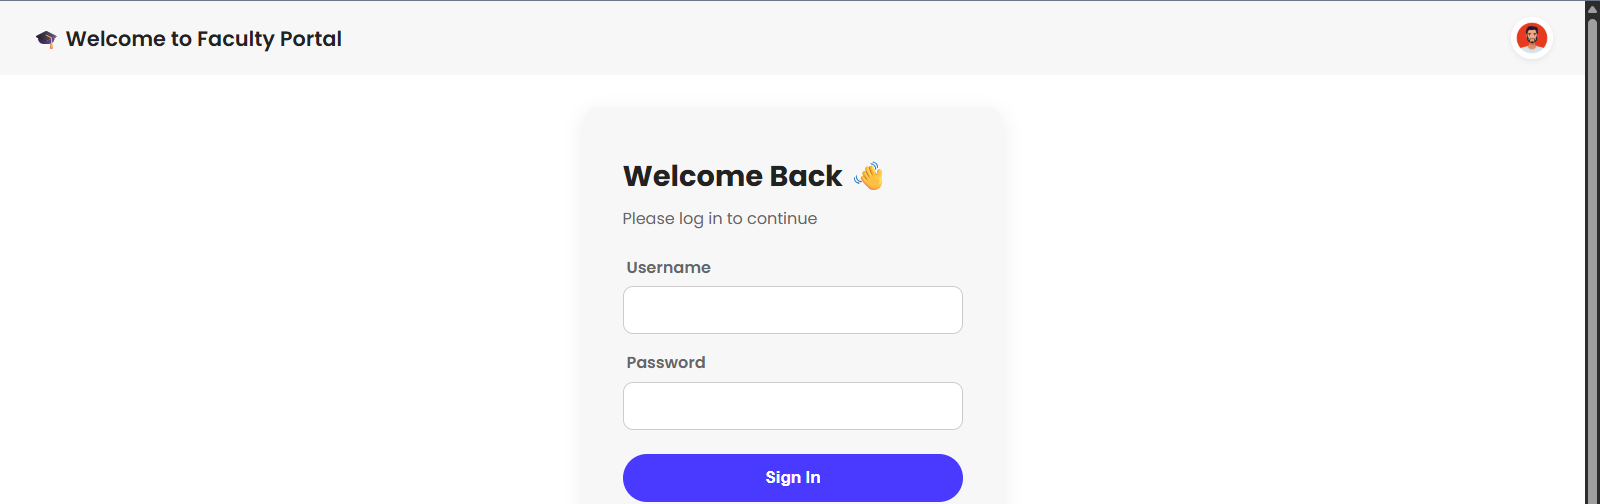 Welcome to Faculty Portal
Welcome Back
Please log in to continue
Username
Password
Sign In